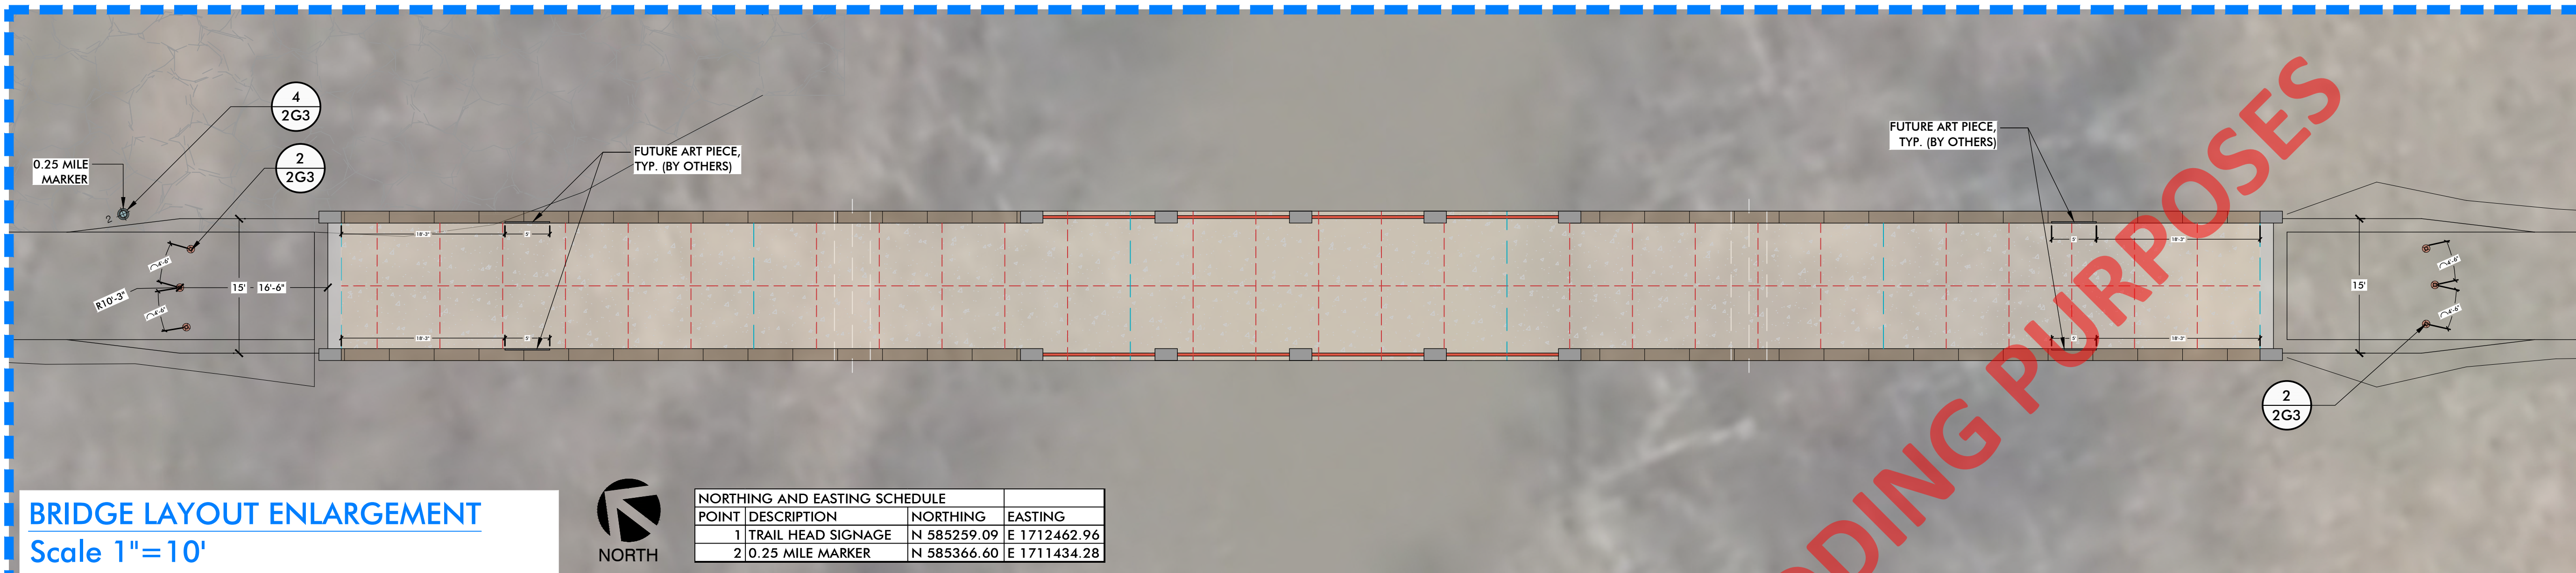 4
2G3
0.25 MILE
MARKER
2
2G3
2
FUTURE ART PIECE,
TYP. (BY OTHERS)
FUTURE ART PIECE,
TYP. (BY OTHERS)
18'-3"
5'
5'
18'-3"
4'-6"
R10'-3"
4'-6"
15'
16'-6"
15'
4'-6"
4'-6"
18'-3"
5'
5'
18'-3"
2
2G3
DDING PURPOSES
BRIDGE LAYOUT ENLARGEMENT
Scale 1"=10'
NORTH
NORTHING AND EASTING SCHEDULE
POINT DESCRIPTION NORTHING EASTING
1 TRAIL HEAD SIGNAGE N 585259.09 E 1712462.96
2 0.25 MILE MARKER N 585366.60 E 1711434.28